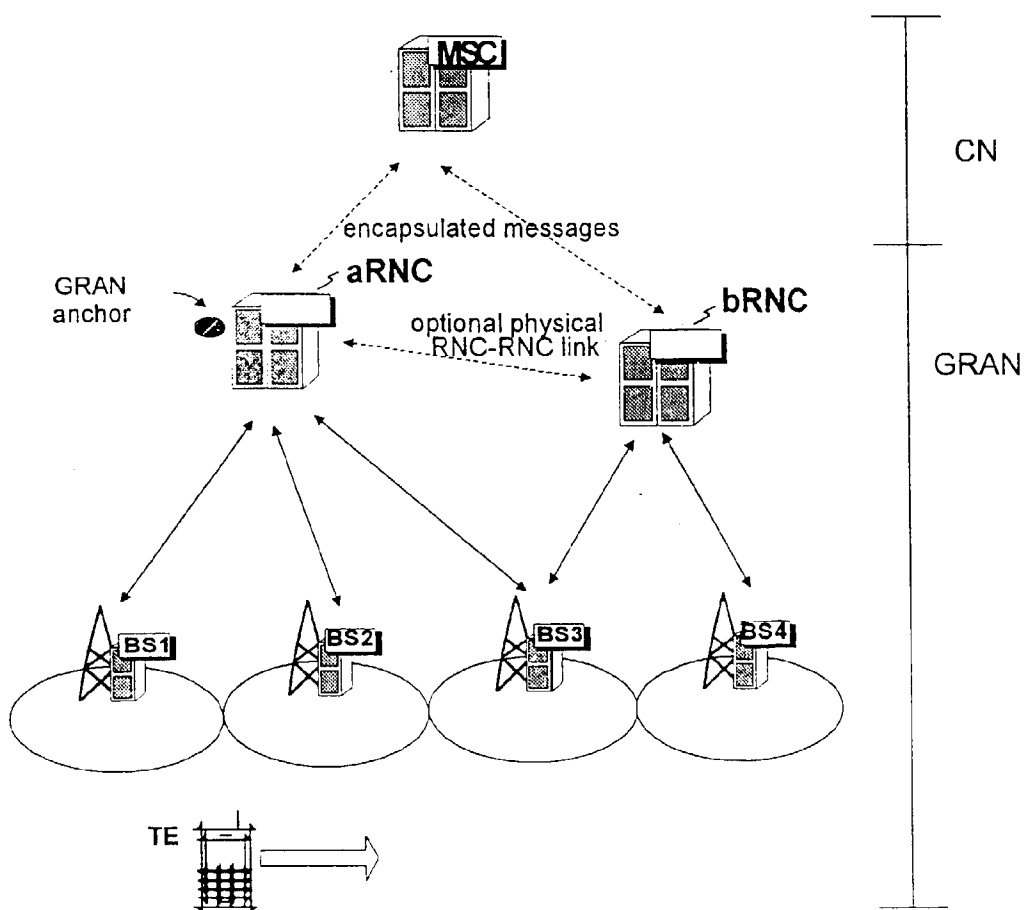 MSC
CN
encapsulated messages
aRNC
GRAN
anchor
bRNC
optional physical
RNC-RNC link
GRAN
BS1
BS2
BS3
BS4
TE